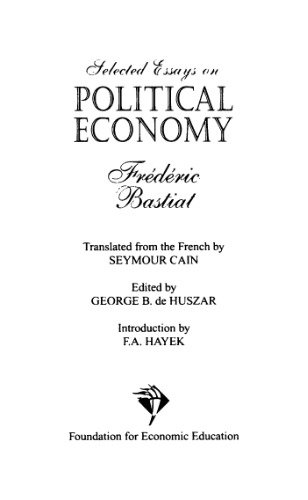 Selected Essays on
POLITICAL
ECONOMY
Frédéric
Bastiat
Translated from the French by
SEYMOUR CAIN
Edited by
GEORGE B. de HUSZAR
Introduction by
F.A. HAYEK
Foundation for Economic Education